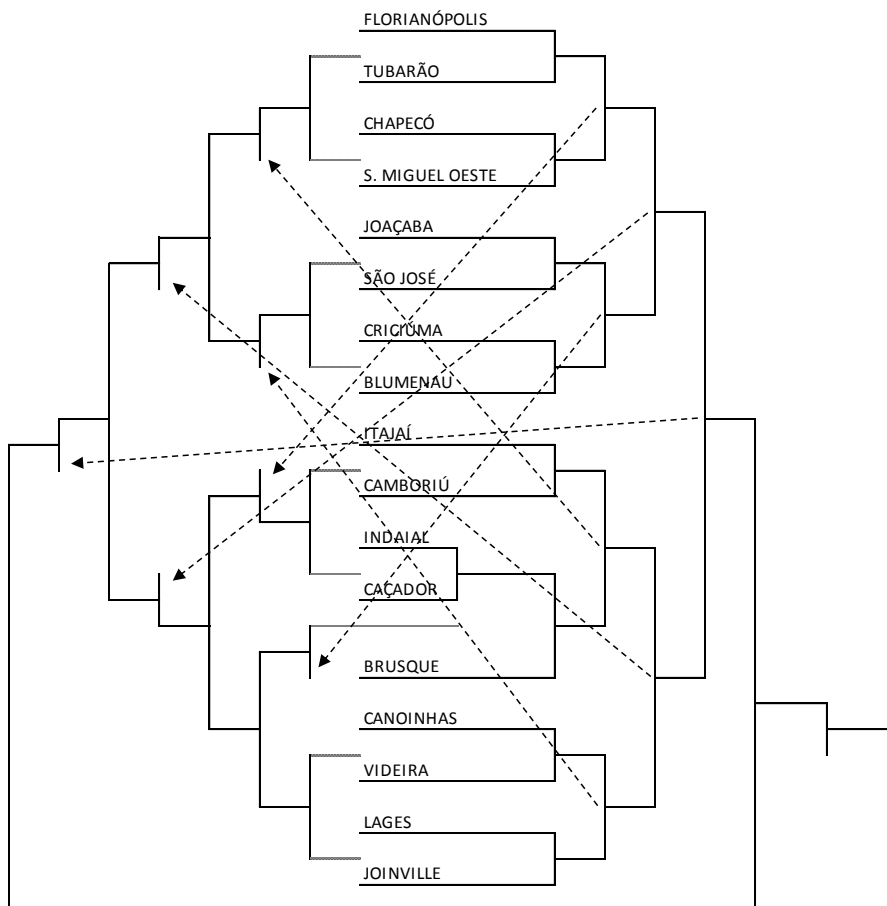 FLORIANÓPOLIS
TUBARÃO
CHAPECÓ
S. MIGUEL OESTE
JOAÇABA
SÃO JOSÉ
CRICIÚMA
BLUMENAU
ITAJAÍ
CAMBORIÚ
INDAIAL
CAÇADOR
BRUSQUE
CANOINHAS
VIDEIRA
LAGES
JOINVILLE